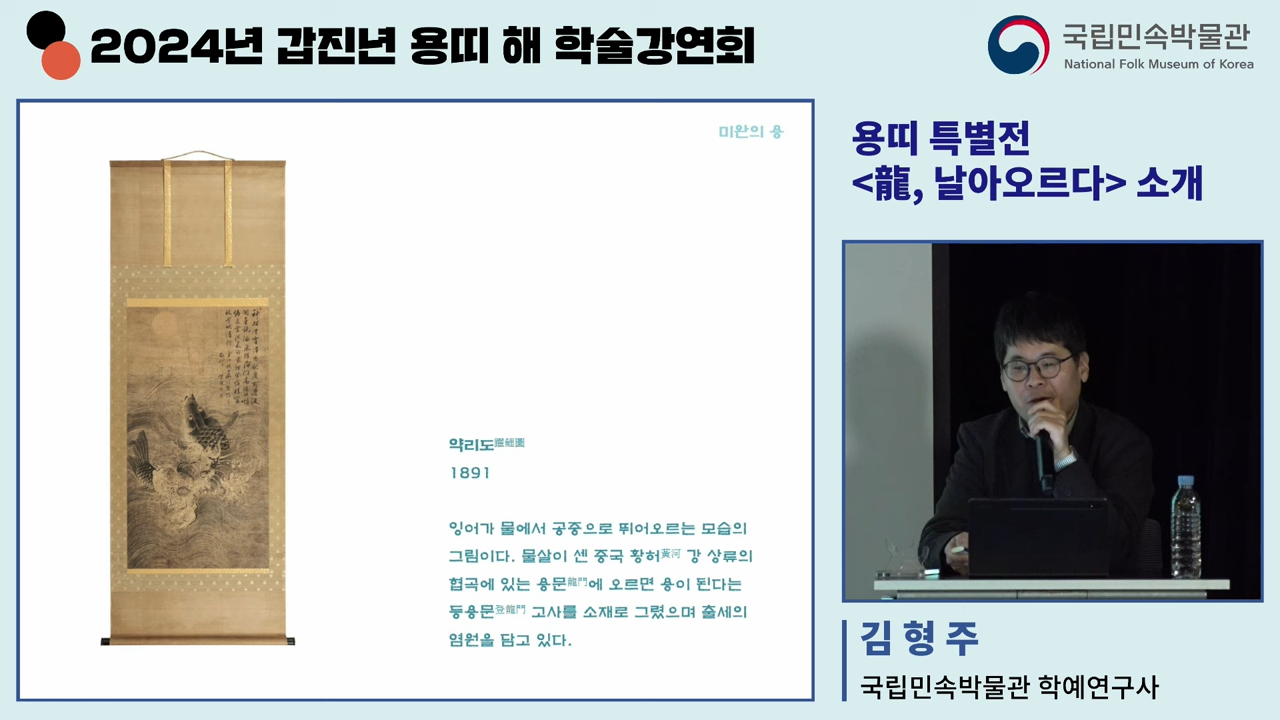 2024년 갑진년 용띠 해 학술강연회
국립민속박물관
National Folk Museum of Korea
미완의 용
약리도
1891
잉어가 물에서 공중으로 뛰어오르는 모습의
그림이다. 물살이 센 중국 황허黃河 강 상류의
협곡에 있는 용문龍門에 오르면 용이 된다는
등용문登龍門 고사를 소재로 그렸으며 출세의
염원을 담고 있다.
용띠 특별전
<龍, 날아오르다> 소개
김형주
국립민속박물관 학예연구사